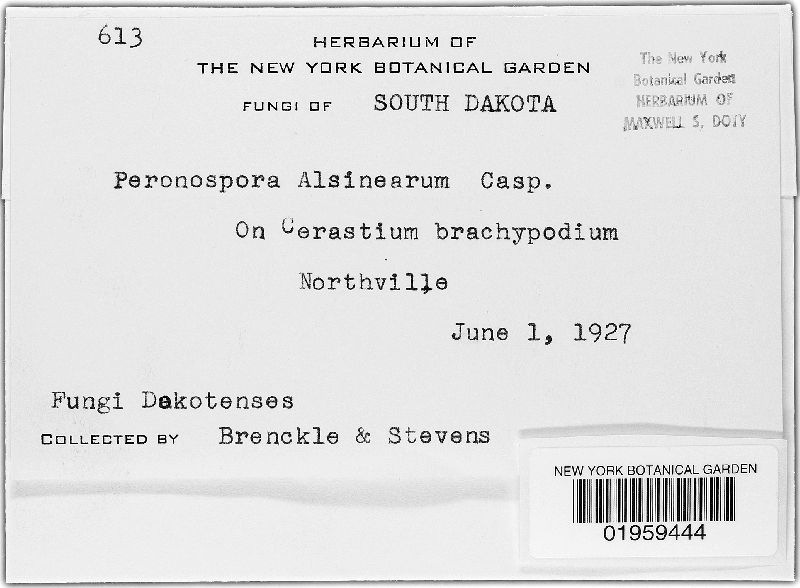 613
HERBARIUM OF
THE NEW YORK BOTANICAL GARDEN
FUNGI OF SOUTH DAKOTA
The New York
Botanical Garden
HERBARIUM OF
MAXWELL S. DOTY
Peronospora Alsinearum Casp.
On Cerastium brachypodium
Northville
June 1, 1927
Fungi Dakotenses
COLLECTED BY Brenckle & Stevens
NEW YORK BOTANICAL GARDEN
01959444